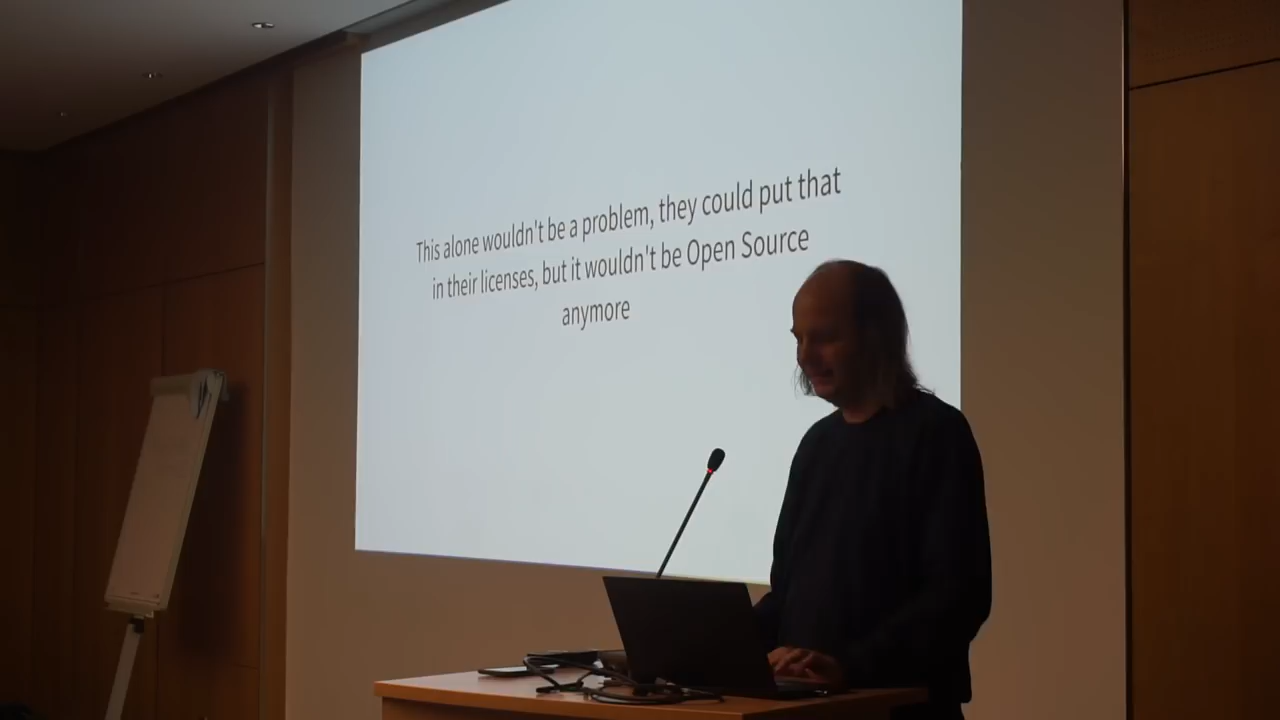 This alone wouldn't be a problem, they could put that
in their licenses, but it wouldn't be Open Source
anymore